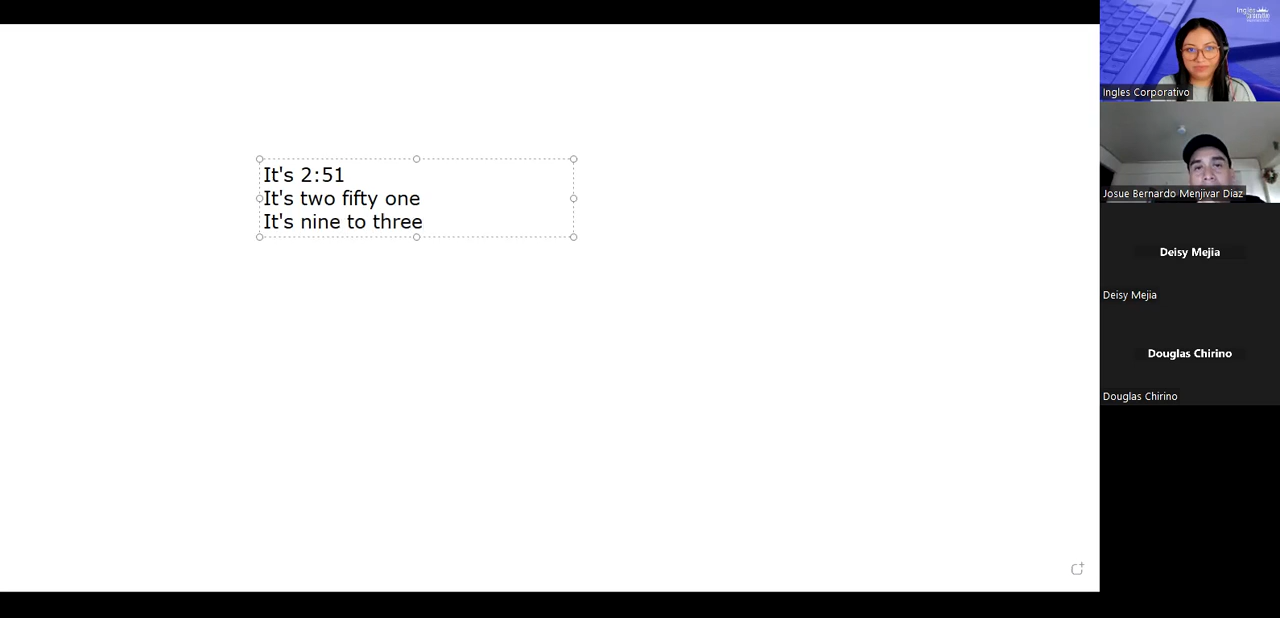 It's 2:51
It's two fifty one
It's nine to three
Ingles
Ingles Corporativo
Josue Bernardo Menjivar Diaz
Deisy Mejia
Deisy Mejia
Douglas Chirino
Douglas Chirino